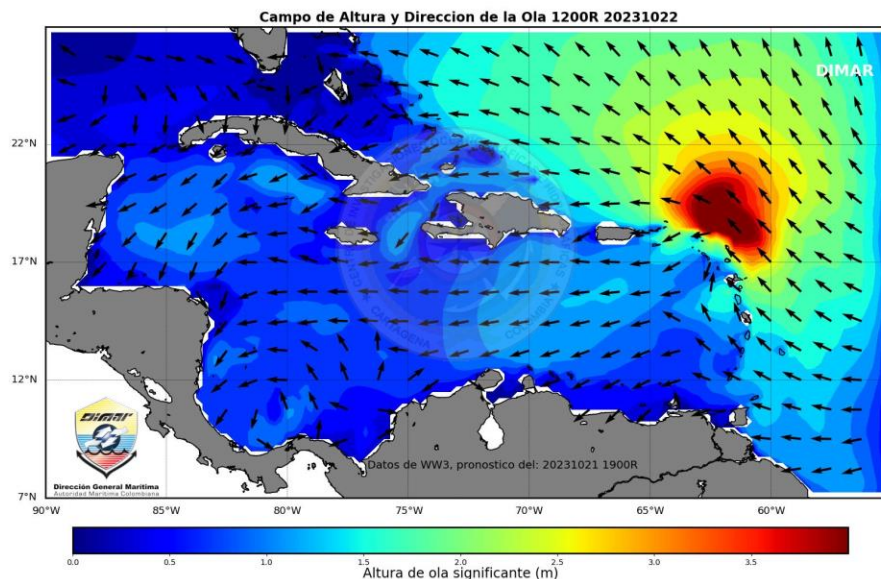 Campo de Altura y Direccion de la Ola 1200R 20231022
DIMAR
22°N
17°N
12°N
7°N
Dimar
Dirección General Marítima
Autoridad Marítima Colombiana
Datos de WW3, pronostico del: 20231021 1900R
90°W 85°W 80°W 75°W 70°W 65°W 60°W
0.0 0.5 1.0 1.5 2.0 2.5 3.0 3.5
Altura de ola significante (m)